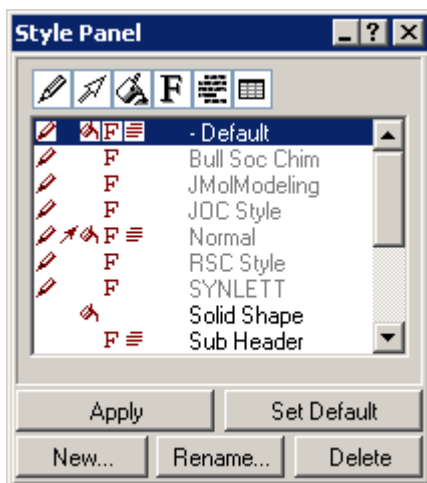 Style Panel
F
F - Default
F Bull Soc Chim
F JMolModeling
F JOC Style
F Normal
F RSC Style
F SYNLETT
Solid Shape
F Sub Header
Apply Set Default
New... Rename... Delete